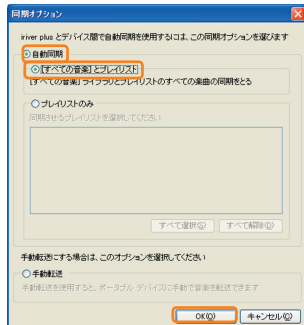 同期オプション
iriver plus とデバイス間で自動同期を使用するには、この同期オプションを選びます
自動同期
[すべての音楽]とプレイリスト
[すべての音楽]ライブラリとプレイリストのすべての楽曲の同期をとる
プレイリストのみ
同期させるプレイリストを選択してください
すべて選択(S) すべて解除(D)
手動転送にする場合は、このオプションを選択してください
手動転送
手動転送を使用すると、ポータブル デバイスに手動で音楽を転送できます
OK(O) キャンセル(C)